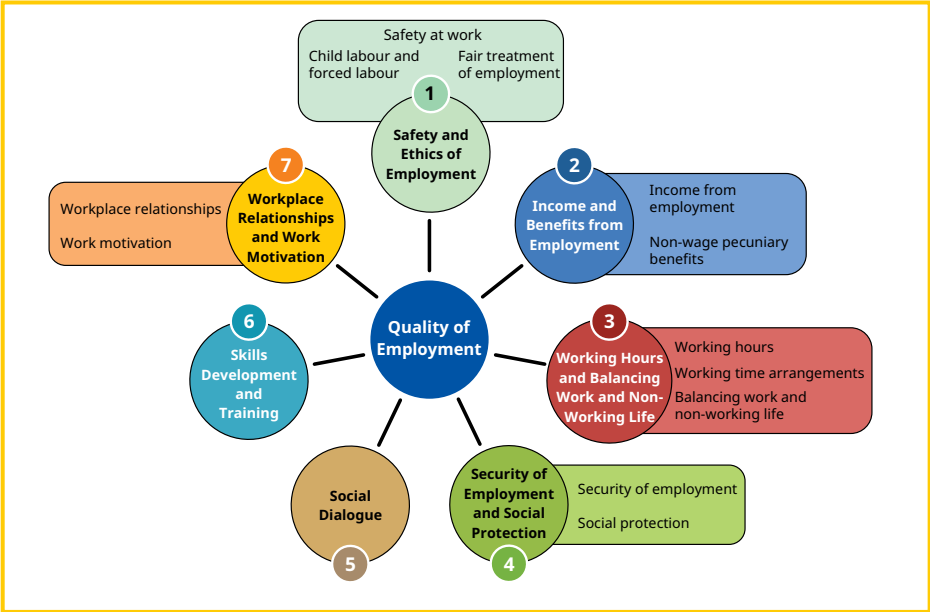 Safety at work
Child labour and
forced labour
Fair treatment
of employment
1
Safety and
Ethics of
Employment
2
Income and
Benefits from
Employment
Income from
employment
Non-wage pecuniary
benefits
3
Working Hours
and Balancing
Work and Non-
Working Life
Working hours
Working time arrangements
Balancing work and
non-working life
Security of
Employment
and Social
Protection
4
Security of employment
Social protection
Social
Dialogue
5
6
Skills
Development
and
Training
7
Workplace
Relationships
and Work
Motivation
Workplace relationships
Work motivation
Quality of
Employment